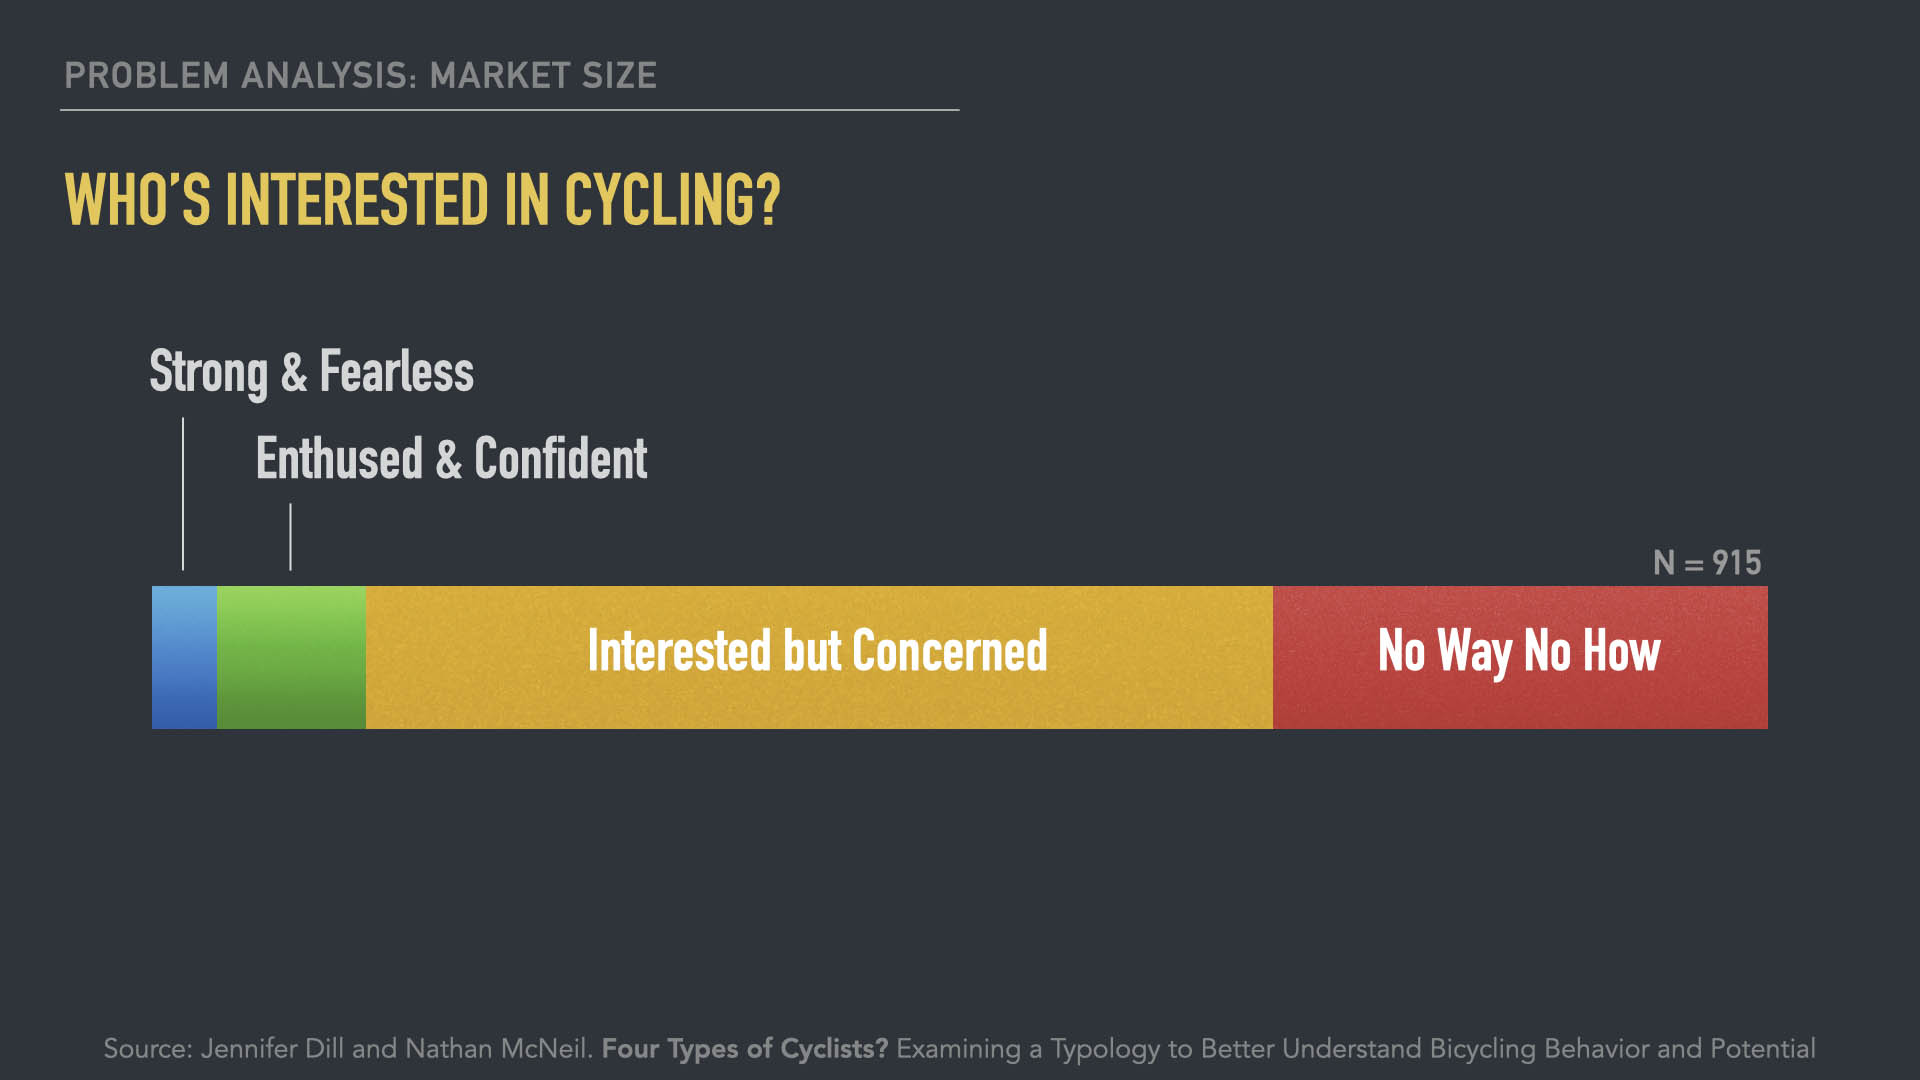 PROBLEM ANALYSIS: MARKET SIZE
WHO’S INTERESTED IN CYCLING?
Strong & Fearless
Enthused & Confident
N = 915
Interested but Concerned
No Way No How
Source: Jennifer Dill and Nathan McNeil. Four Types of Cyclists? Examining a Typology to Better Understand Bicycling Behavior and Potential